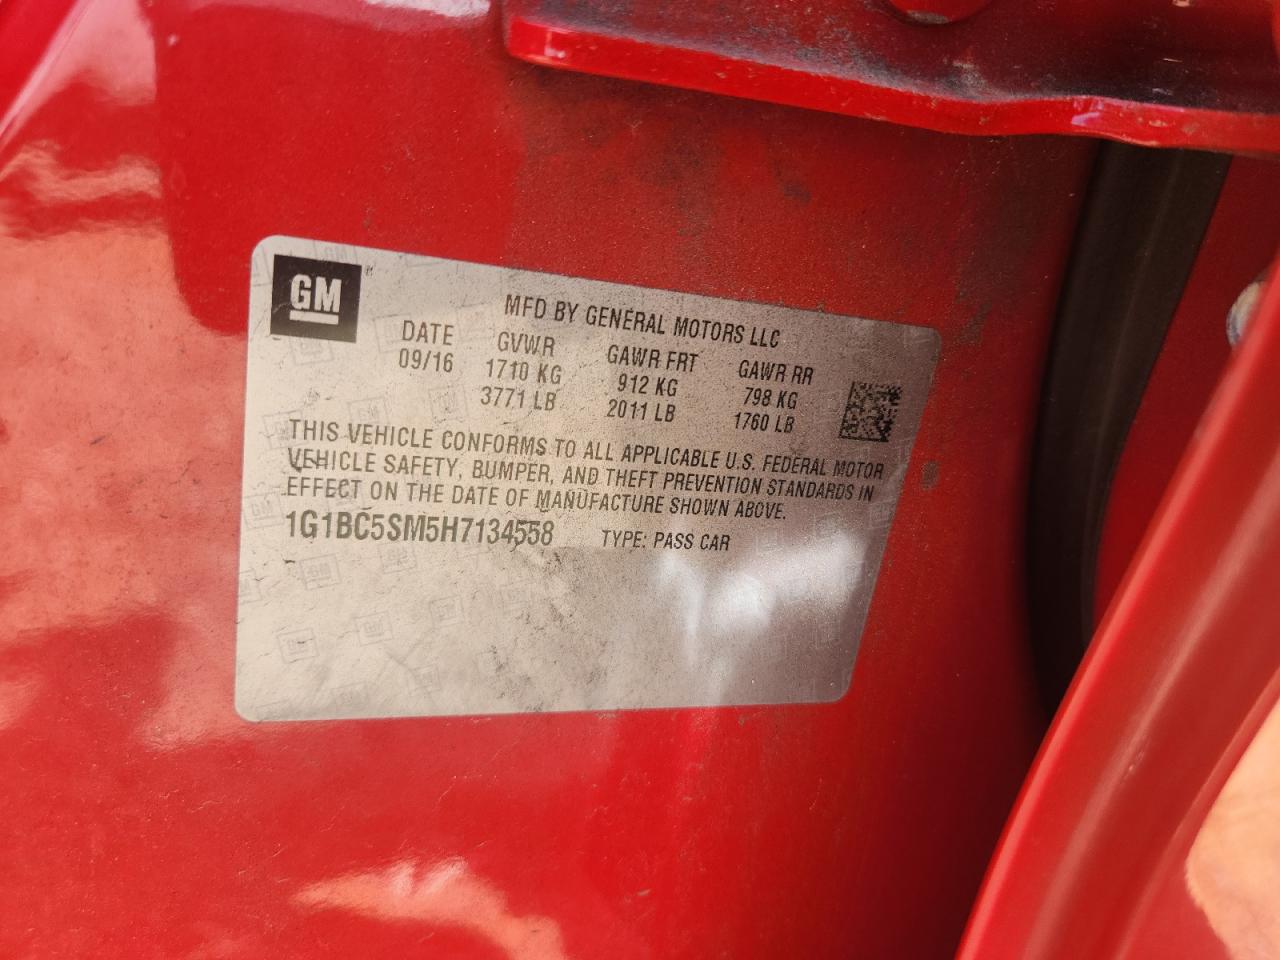 GM
MFD BY GENERAL MOTORS LLC
DATE GVWR GAWR FRT GAWR RR
09/16 1710 KG 912 KG 798 KG
3771 LB 2011 LB 1760 LB
THIS VEHICLE CONFORMS TO ALL APPLICABLE U.S. FEDERAL MOTOR
VEHICLE SAFETY, BUMPER, AND THEFT PREVENTION STANDARDS IN
EFFECT ON THE DATE OF MANUFACTURE SHOWN ABOVE.
1G1BC5SM5H7134558 TYPE: PASS CAR